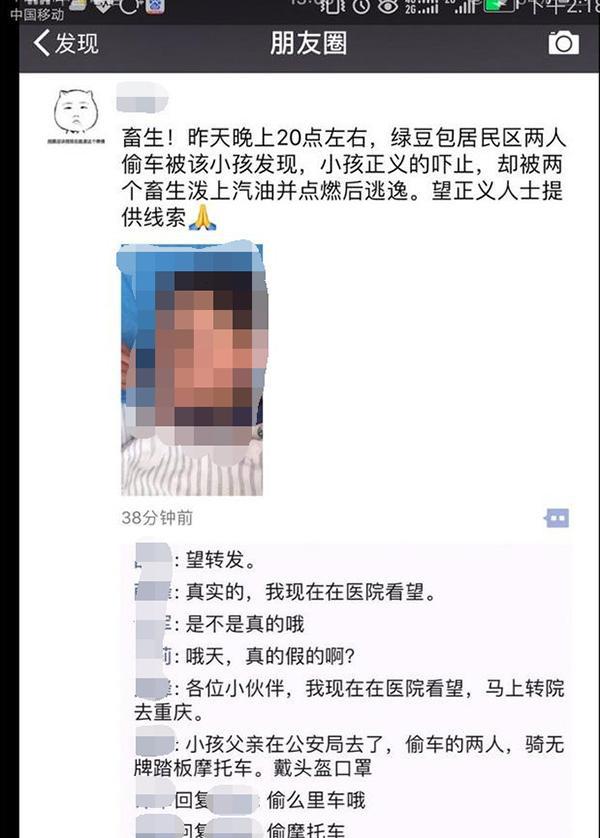 中国移动
下午2:18
发现
朋友圈
畜生！昨天晚上20点左右，绿豆包居民区两人
偷车被该小孩发现，小孩正义的吓止，却被两
个畜生泼上汽油并点燃后逃逸。望正义人士提
供线索🙏
38分钟前
: 望转发。
: 真实的，我现在在医院看望。
: 是不是真的哦
莉: 哦天，真的假的啊？
: 各位小伙伴，我现在在医院看望，马上转院
去重庆。
: 小孩父亲在公安局去了，偷车的两人，骑无
牌踏板摩托车。戴头盔口罩
回复 : 偷么里车哦
回复 : 偷摩托车